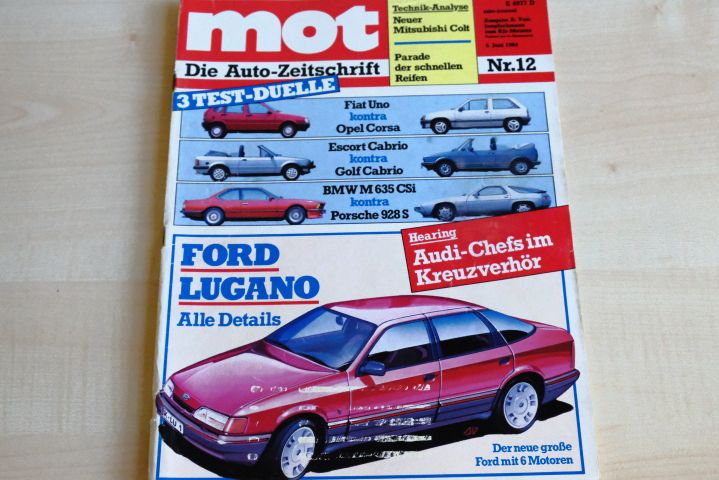 mot
Die Auto-Zeitschrift
Technik-Analyse
Neuer
Mitsubishi Colt
Parade
der schnellen
Reifen
E 4877 D
Nr.12
3 TEST-DUELLE
Fiat Uno
kontra
Opel Corsa
Escort Cabrio
kontra
Golf Cabrio
BMW M 635 CSi
kontra
Porsche 928 S
Hearing
Audi-Chefs im
Kreuzverhör
FORD
LUGANO
Alle Details
Der neue große
Ford mit 6 Motoren